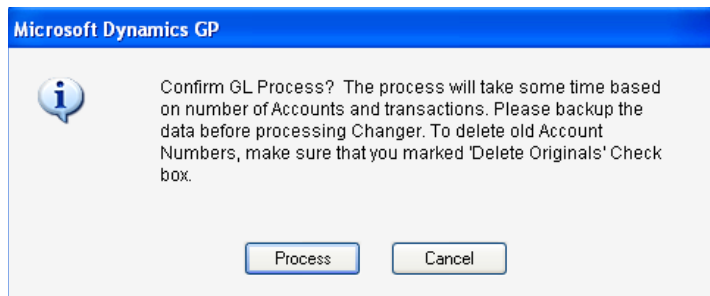 Microsoft Dynamics GP
Confirm GL Process?  The process will take some time based
on number of Accounts and transactions. Please backup the
data before processing Changer. To delete old Account
Numbers, make sure that you marked 'Delete Originals' Check
box.
Process
Cancel